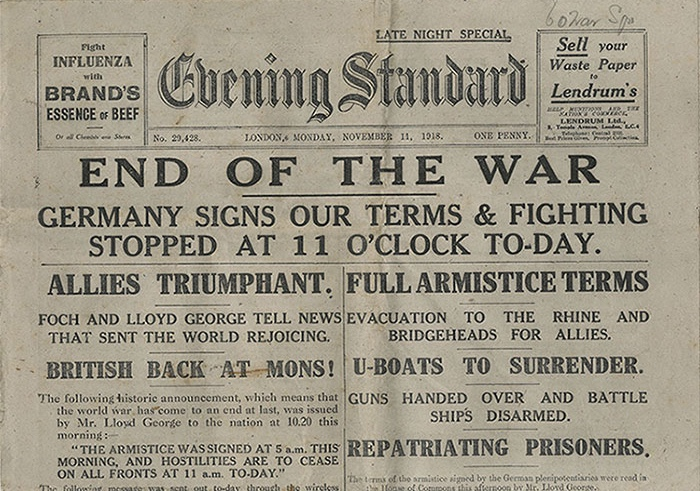 LATE NIGHT SPECIAL.
Fight
INFLUENZA
with
BRAND'S
ESSENCE OF BEEF
Of all Chemists and Stores
Evening Standard
Sell your
Waste Paper
to
Lendrum's
HELP MUNITIONS AND THE
NATION'S COMMERCE.
LENDRUM Ltd.,
Temple Avenue, London, E.C.4
No. 29,428. LONDON, MONDAY, NOVEMBER 11, 1918. ONE PENNY.
END OF THE WAR
GERMANY SIGNS OUR TERMS & FIGHTING
STOPPED AT 11 O'CLOCK TO-DAY.
ALLIES TRIUMPHANT.
FOCH AND LLOYD GEORGE TELL NEWS
THAT SENT THE WORLD REJOICING.
BRITISH BACK AT MONS!
The following historic announcement, which means that
the world war has come to an end at last, was issued
by Mr. Lloyd George to the nation at 10.20 this
morning:—
"THE ARMISTICE WAS SIGNED AT 5 a.m. THIS
MORNING, AND HOSTILITIES ARE TO CEASE
ON ALL FRONTS AT 11 a.m. TO-DAY."
The following message was sent out to-day through the wireless
FULL ARMISTICE TERMS
EVACUATION TO THE RHINE AND
BRIDGEHEADS FOR ALLIES.
U-BOATS TO SURRENDER.
GUNS HANDED OVER AND BATTLE
SHIPS DISARMED.
REPATRIATING PRISONERS.
The terms of the armistice signed by the German plenipotentiaries were read in
the House of Commons this afternoon by Mr. Lloyd George.